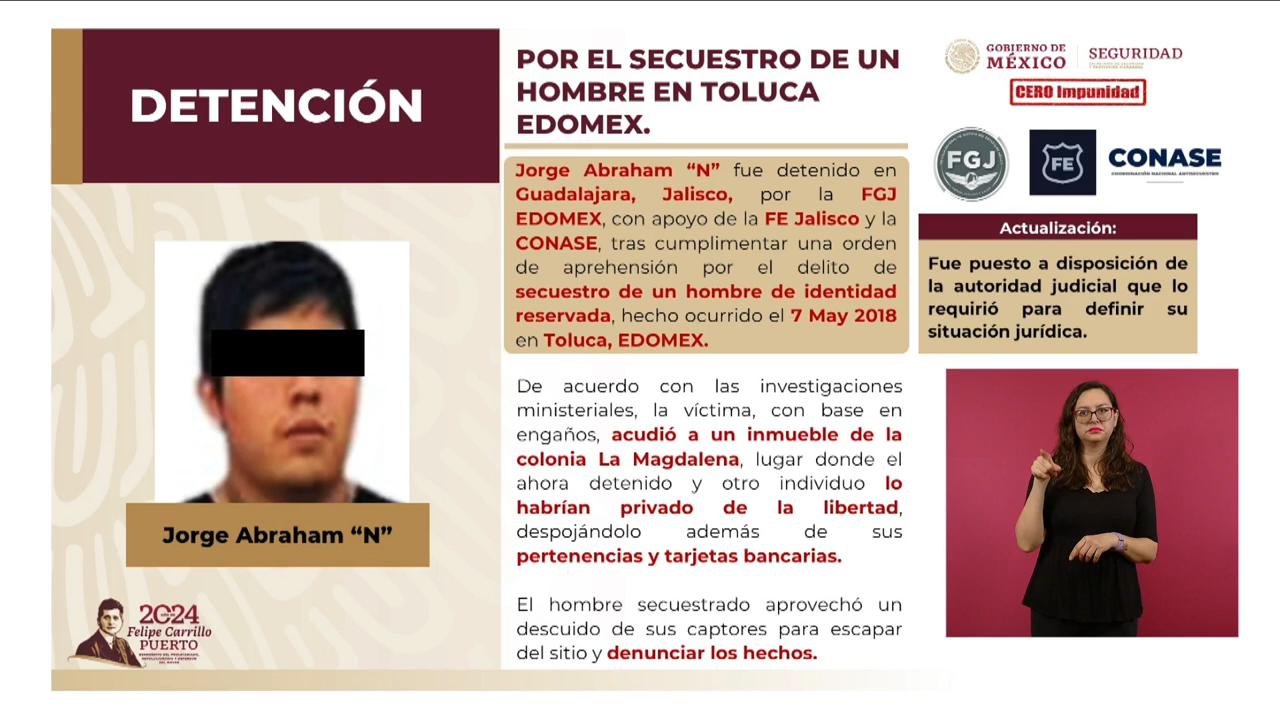 DETENCIÓN
Jorge Abraham “N”
2024
Felipe Carrillo
PUERTO
POR EL SECUESTRO DE UN
HOMBRE EN TOLUCA
EDOMEX.
Jorge Abraham “N” fue detenido en
Guadalajara, Jalisco, por la FGJ
EDOMEX, con apoyo de la FE Jalisco y la
CONASE, tras cumplimentar una orden
de aprehensión por el delito de
secuestro de un hombre de identidad
reservada, hecho ocurrido el 7 May 2018
en Toluca, EDOMEX.
De acuerdo con las investigaciones
ministeriales, la víctima, con base en
engaños, acudió a un inmueble de la
colonia La Magdalena, lugar donde el
ahora detenido y otro individuo lo
habrían privado de la libertad,
despojándolo además de sus
pertenencias y tarjetas bancarias.
El hombre secuestrado aprovechó un
descuido de sus captores para escapar
del sitio y denunciar los hechos.
GOBIERNO DE
MÉXICO
SEGURIDAD
CERO Impunidad
FGJ
FE
CONASE
COORDINACIÓN NACIONAL ANTISECUESTRO
Actualización:
Fue puesto a disposición de
la autoridad judicial que lo
requirió para definir su
situación jurídica.